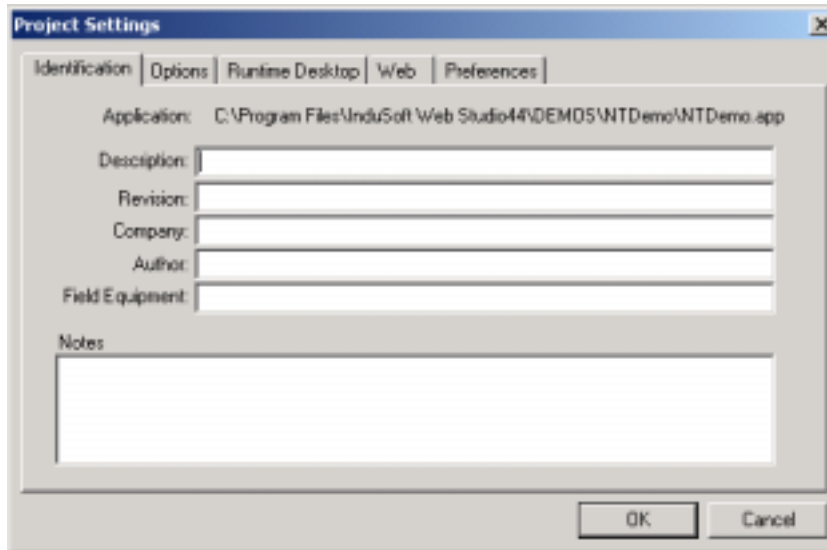 Project Settings
Identification Options Runtime Desktop Web Preferences
Application: C:\Program Files\InduSoft Web Studio44\DEMOS\NTDemo\NTDemo.app
Description:
Revision:
Company:
Author:
Field Equipment:
Notes
OK Cancel